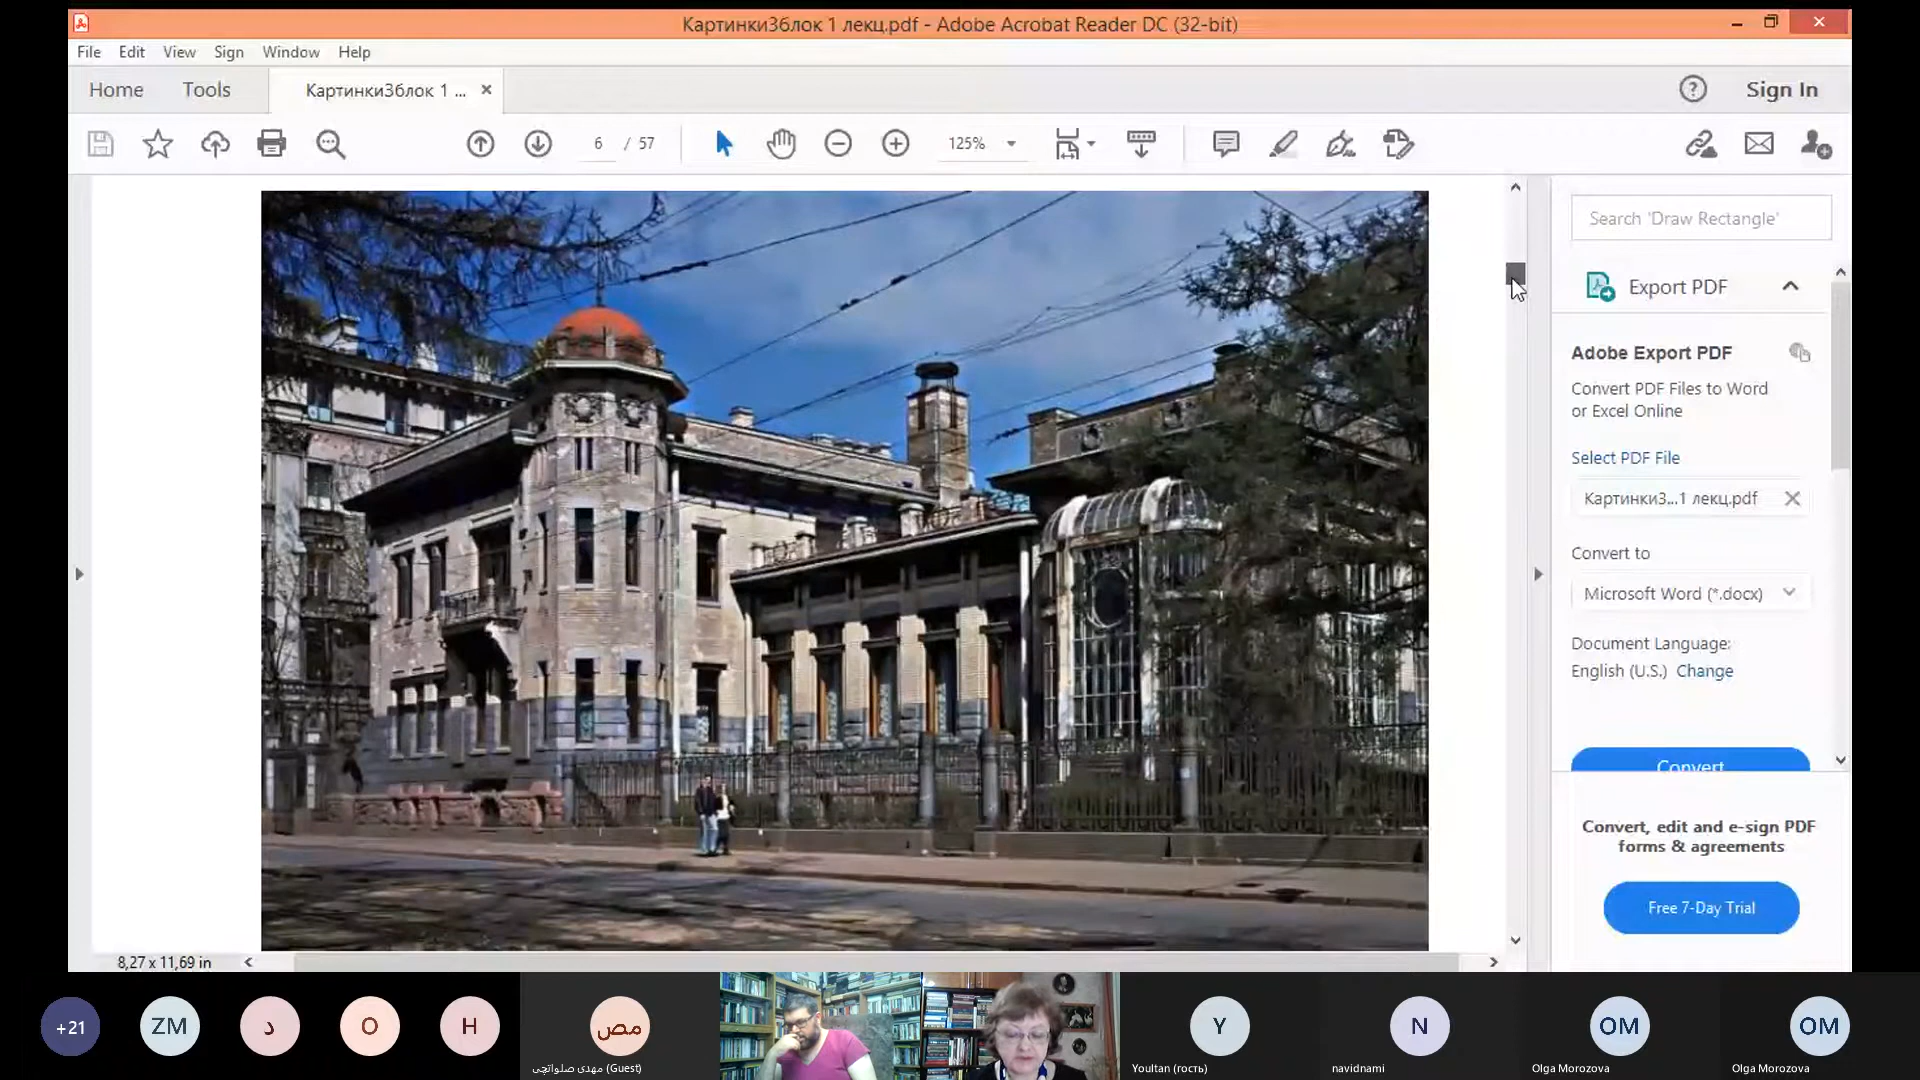 Картинки3блок 1 лекц.pdf - Adobe Acrobat Reader DC (32-bit)
File Edit View Sign Window Help
Home Tools Картинки3блок 1 ... Sign In
6 / 57 125%
Search 'Draw Rectangle'
Export PDF
Adobe Export PDF
Convert PDF Files to Word
or Excel Online
Select PDF File
Картинки3...1 лекц.pdf
Convert to
Microsoft Word (*.docx)
Document Language:
English (U.S.) Change
Convert
Convert, edit and e-sign PDF
forms & agreements
Free 7-Day Trial
8,27 x 11,69 in
+21 ZM د O H مص Y N OM OM
مهدی صلواتچی (Guest) Youltan (гость) navidnami Olga Morozova Olga Morozova